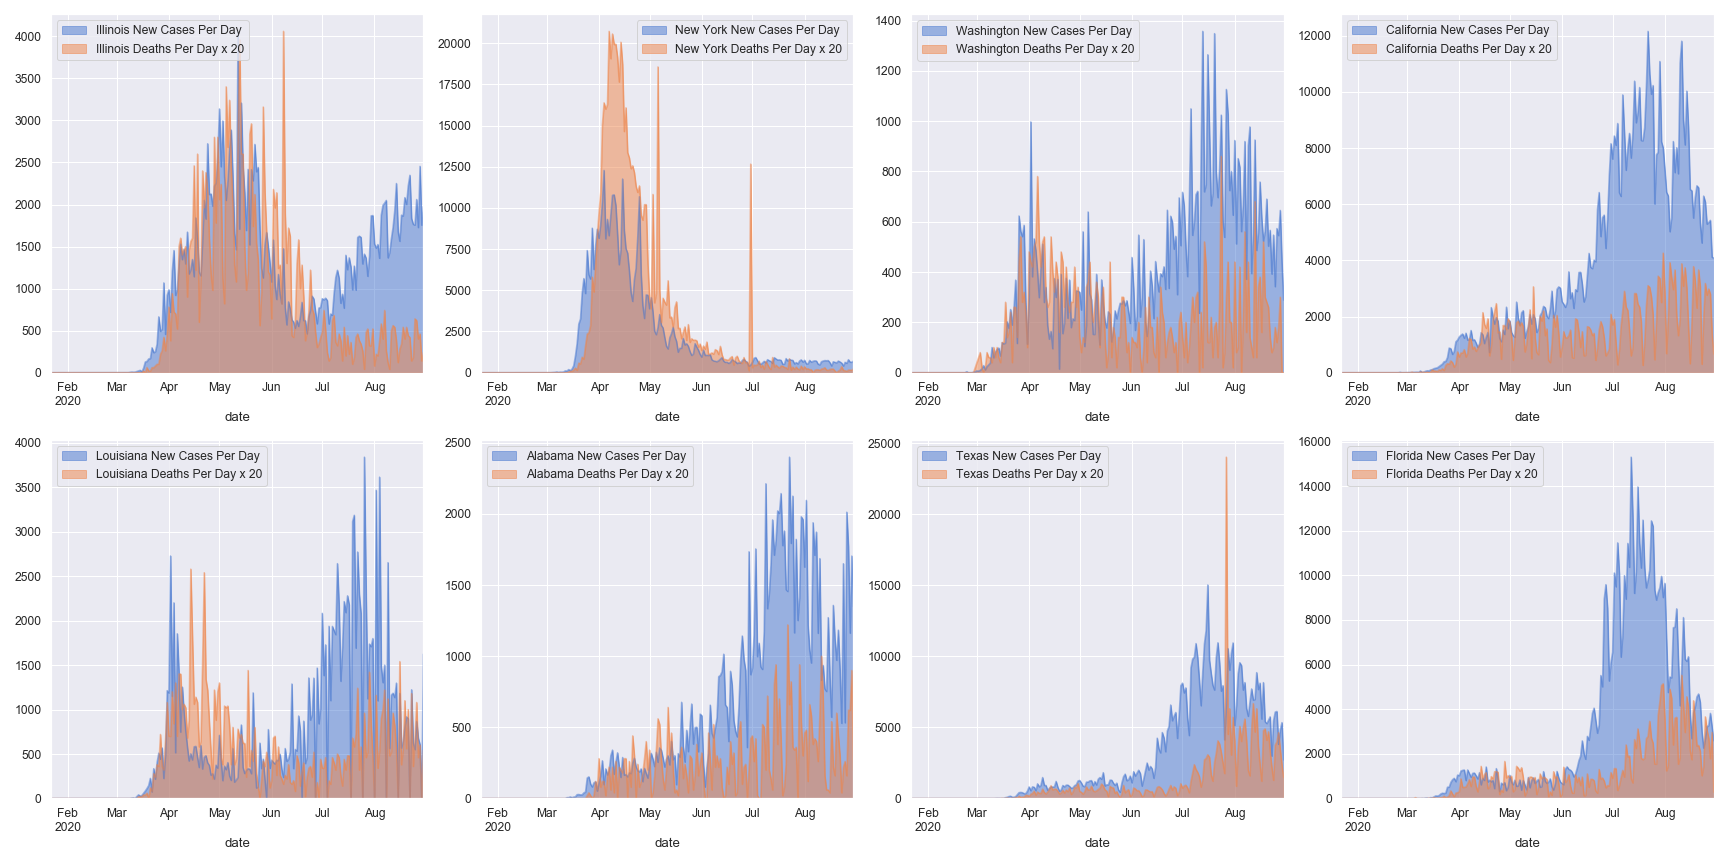 Illinois New Cases Per Day
Illinois Deaths Per Day x 20
4000
3500
3000
2500
2000
1500
1000
500
0
Feb
2020
Mar
Apr
May
Jun
Jul
Aug
date
New York New Cases Per Day
New York Deaths Per Day x 20
20000
17500
15000
12500
10000
7500
5000
2500
0
Feb
2020
Mar
Apr
May
Jun
Jul
Aug
date
Washington New Cases Per Day
Washington Deaths Per Day x 20
1400
1200
1000
800
600
400
200
0
Feb
2020
Mar
Apr
May
Jun
Jul
Aug
date
California New Cases Per Day
California Deaths Per Day x 20
12000
10000
8000
6000
4000
2000
0
Feb
2020
Mar
Apr
May
Jun
Jul
Aug
date
Louisiana New Cases Per Day
Louisiana Deaths Per Day x 20
4000
3500
3000
2500
2000
1500
1000
500
0
Feb
2020
Mar
Apr
May
Jun
Jul
Aug
date
Alabama New Cases Per Day
Alabama Deaths Per Day x 20
2500
2000
1500
1000
500
0
Feb
2020
Mar
Apr
May
Jun
Jul
Aug
date
Texas New Cases Per Day
Texas Deaths Per Day x 20
25000
20000
15000
10000
5000
0
Feb
2020
Mar
Apr
May
Jun
Jul
Aug
date
Florida New Cases Per Day
Florida Deaths Per Day x 20
16000
14000
12000
10000
8000
6000
4000
2000
0
Feb
2020
Mar
Apr
May
Jun
Jul
Aug
date